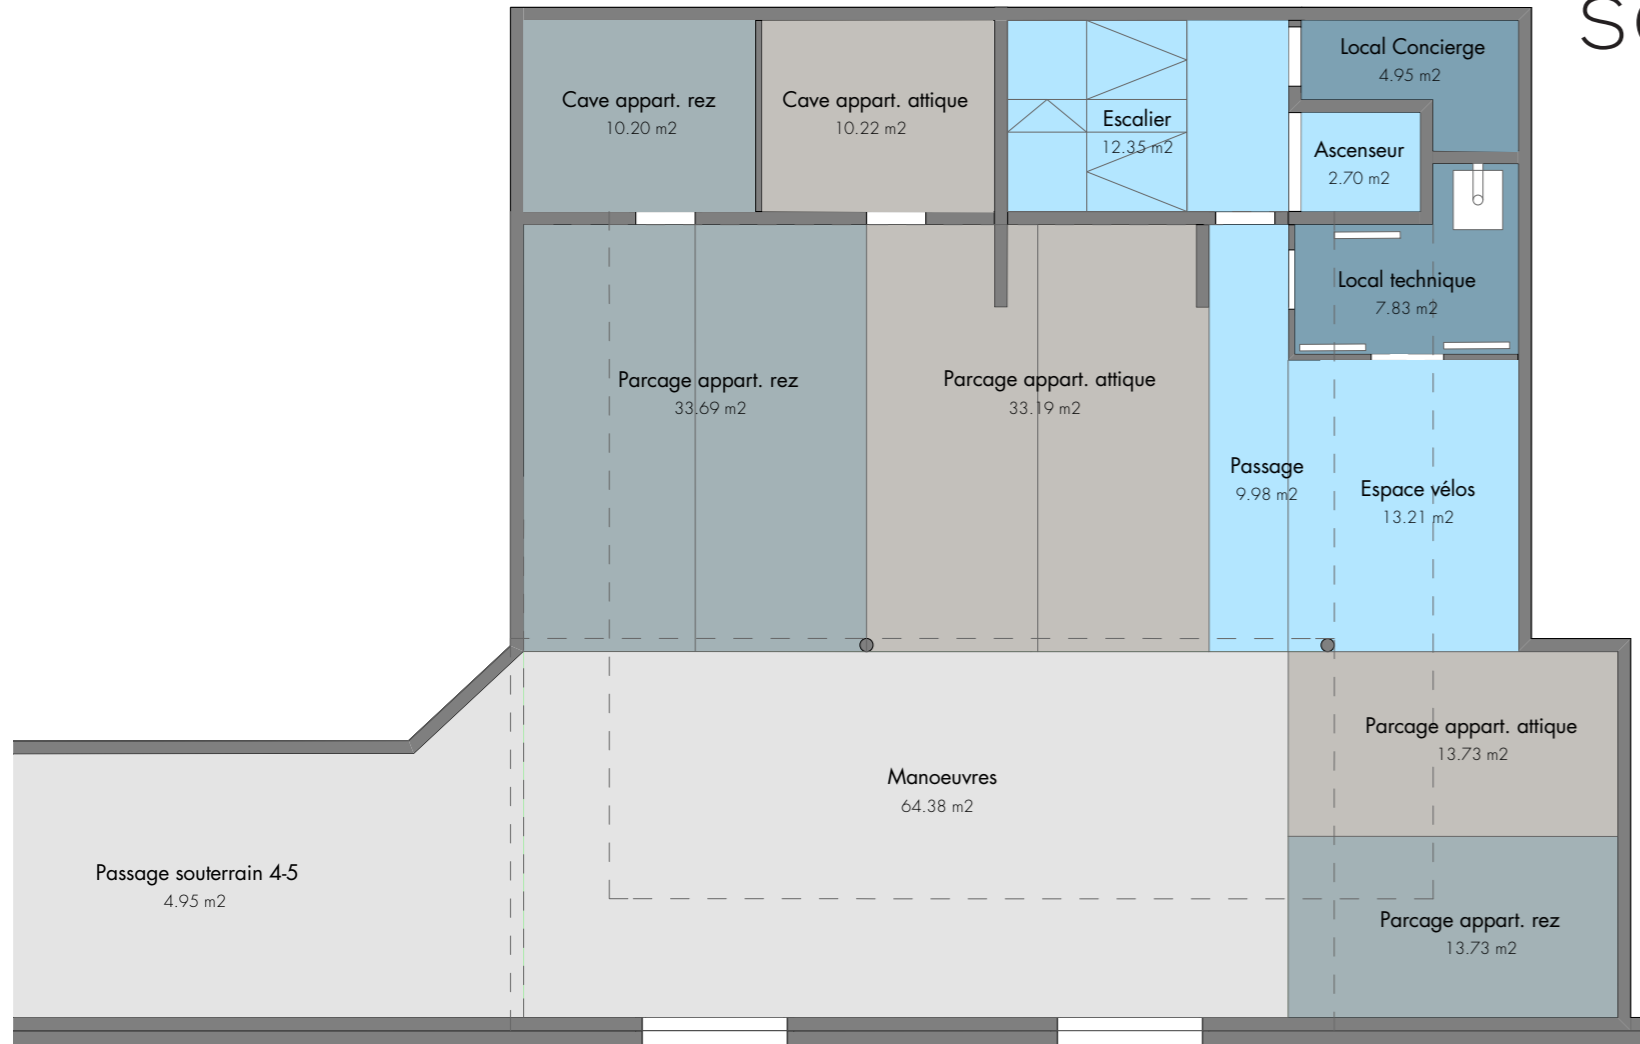 Cave appart. rez
10.20 m2
Cave appart. attique
10.22 m2
Escalier
12.35 m2
Local Concierge
4.95 m2
Ascenseur
2.70 m2
Local technique
7.83 m2
Parcage appart. rez
33.69 m2
Parcage appart. attique
33.19 m2
Passage
9.98 m2
Espace vélos
13.21 m2
Parcage appart. attique
13.73 m2
Manoeuvres
64.38 m2
Passage souterrain 4-5
4.95 m2
Parcage appart. rez
13.73 m2